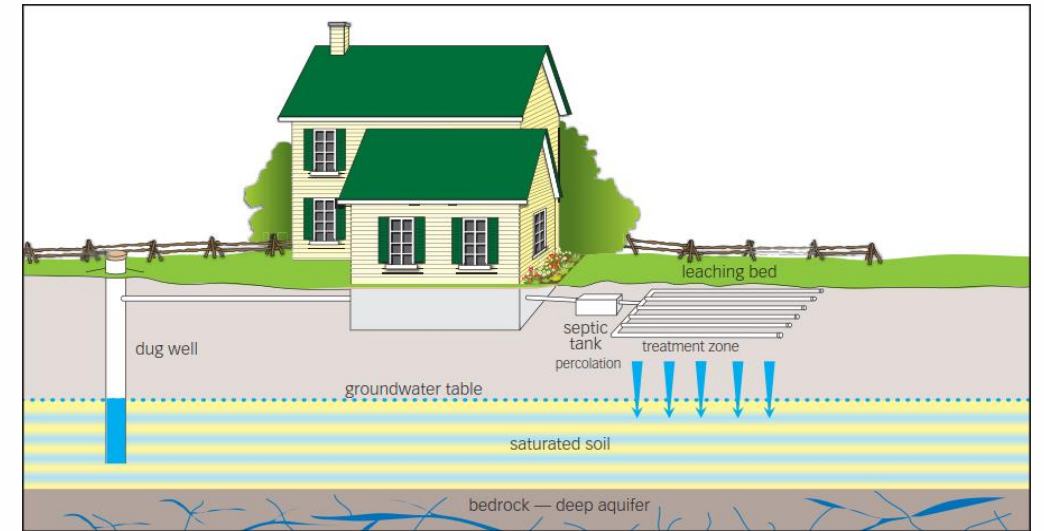 leaching bed
dug well
septic
tank
treatment zone
percolation
groundwater table
saturated soil
bedrock — deep aquifer